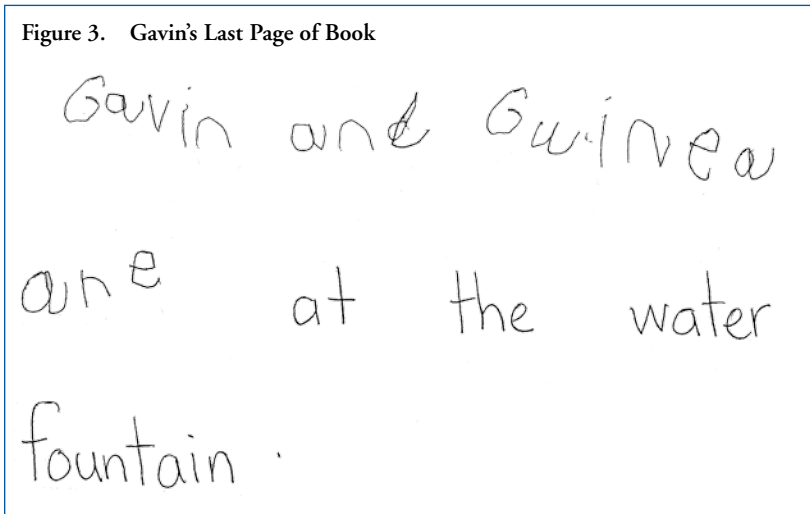 Figure 3. Gavin's Last Page of Book
Gavin and Guinea
are at the water
fountain.